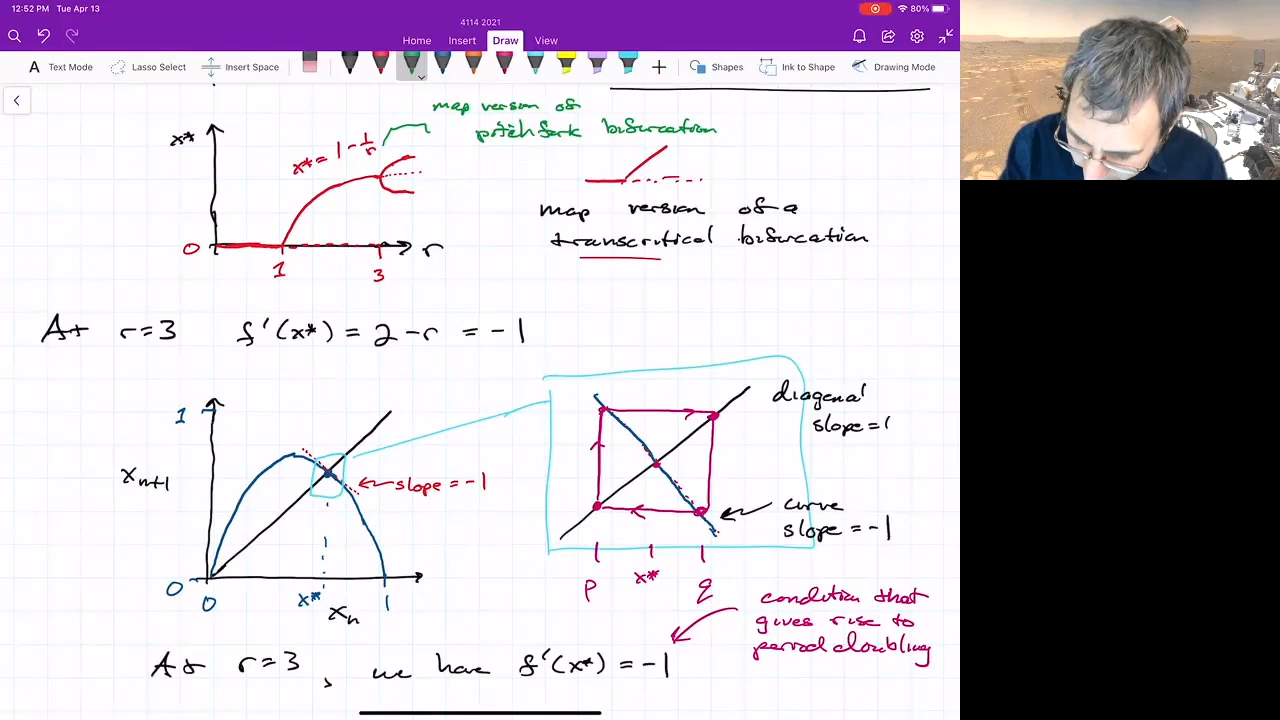 12:52 PM Tue Apr 13
80%
4114 2021
Home Insert Draw View
Text Mode Lasso Select Insert Space Shapes Ink to Shape Drawing Mode
map version of
pitchfork bifurcation
x*
x* = 1 - 1/r
0
1
3
r
map version of a
transcritical bifurcation
At r=3 f'(x*) = 2 - r = -1
1
x_{n+1}
0
0
x*
1
x_n
slope = -1
diagonal
slope = 1
curve
slope = -1
p x* q
condition that
gives rise to
period doubling
At r=3, we have f'(x*) = -1